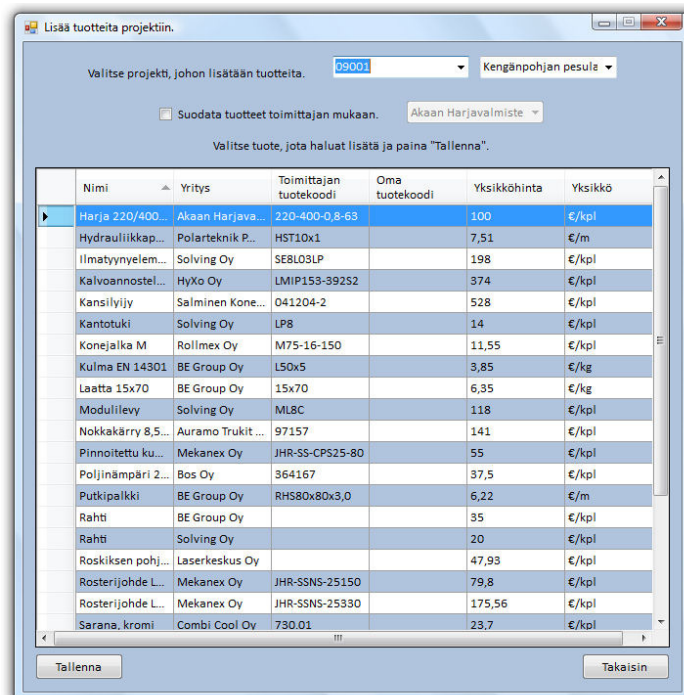 Lisää tuotteita projektiin.
Valitse projekti, johon lisätään tuotteita. 09001 Kengänpohjan pesula
Suodata tuotteet toimittajan mukaan. Akaan Harjavalmiste
Valitse tuote, jota haluat lisätä ja paina "Tallenna".
Nimi Yritys Toimittajan tuotekoodi Oma tuotekoodi Yksikköhinta Yksikkö
Harja 220/400... Akaan Harjava... 220-400-0,8-63 100 €/kpl
Hydrauliikkap... Polarteknik P... HST10x1 7,51 €/m
Ilmatyynyelem... Solving Oy SE8L03LP 198 €/kpl
Kalvoannostel... HyXo Oy LMIP153-392S2 374 €/kpl
Kansilyijy Salminen Kone... 041204-2 528 €/kpl
Kantotuki Solving Oy LP8 14 €/kpl
Konejalka M Rollmex Oy M75-16-150 11,55 €/kpl
Kulma EN 14301 BE Group Oy L50x5 3,85 €/kg
Laatta 15x70 BE Group Oy 15x70 6,35 €/kg
Modulilevy Solving Oy ML8C 118 €/kpl
Nokkakärry 8,5... Auramo Trukit ... 97157 141 €/kpl
Pinnoitettu ku... Mekanex Oy JHR-SS-CPS25-80 55 €/kpl
Poljinämpäri 2... Bos Oy 364167 37,5 €/kpl
Putkipalkki BE Group Oy RHS80x80x3,0 6,22 €/m
Rahti BE Group Oy 35 €/kpl
Rahti Solving Oy 20 €/kpl
Roskiksen pohj... Laserkeskus Oy 47,93 €/kpl
Rosterijohde L... Mekanex Oy JHR-SSNS-25150 79,8 €/kpl
Rosterijohde L... Mekanex Oy JHR-SSNS-25330 175,56 €/kpl
Sarana, kromi Combi Cool Oy 730.01 23,7 €/kpl
Tallenna Takaisin